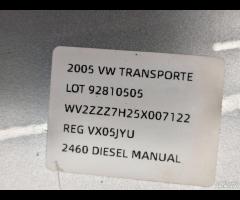 2005 VW TRANSPORTE
LOT 92810505
WV2ZZZ7H25X007122
REG VX05JYU
2460 DIESEL MANUAL